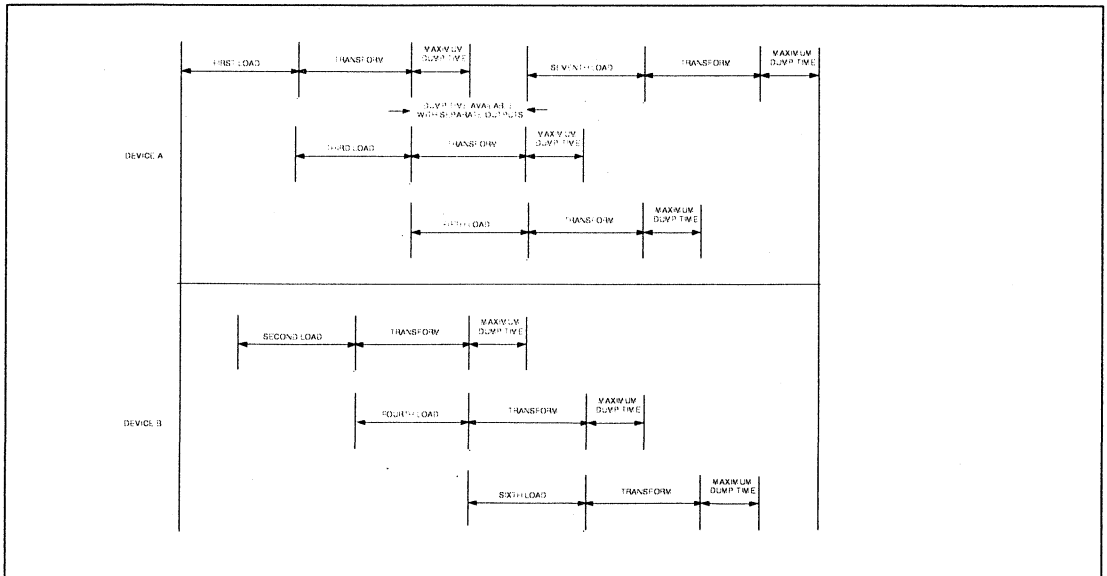 MAXIMUM
DUMP TIME
FIRST LOAD
TRANSFORM
SEVENTH LOAD
TRANSFORM
MAXIMUM
DUMP TIME
DUMP TIME AVAILABLE
WITH SEPARATE OUTPUTS
DEVICE A
THIRD LOAD
TRANSFORM
MAXIMUM
DUMP TIME
FIFTH LOAD
TRANSFORM
MAXIMUM
DUMP TIME
SECOND LOAD
TRANSFORM
MAXIMUM
DUMP TIME
DEVICE B
FOURTH LOAD
TRANSFORM
MAXIMUM
DUMP TIME
SIXTH LOAD
TRANSFORM
MAXIMUM
DUMP TIME